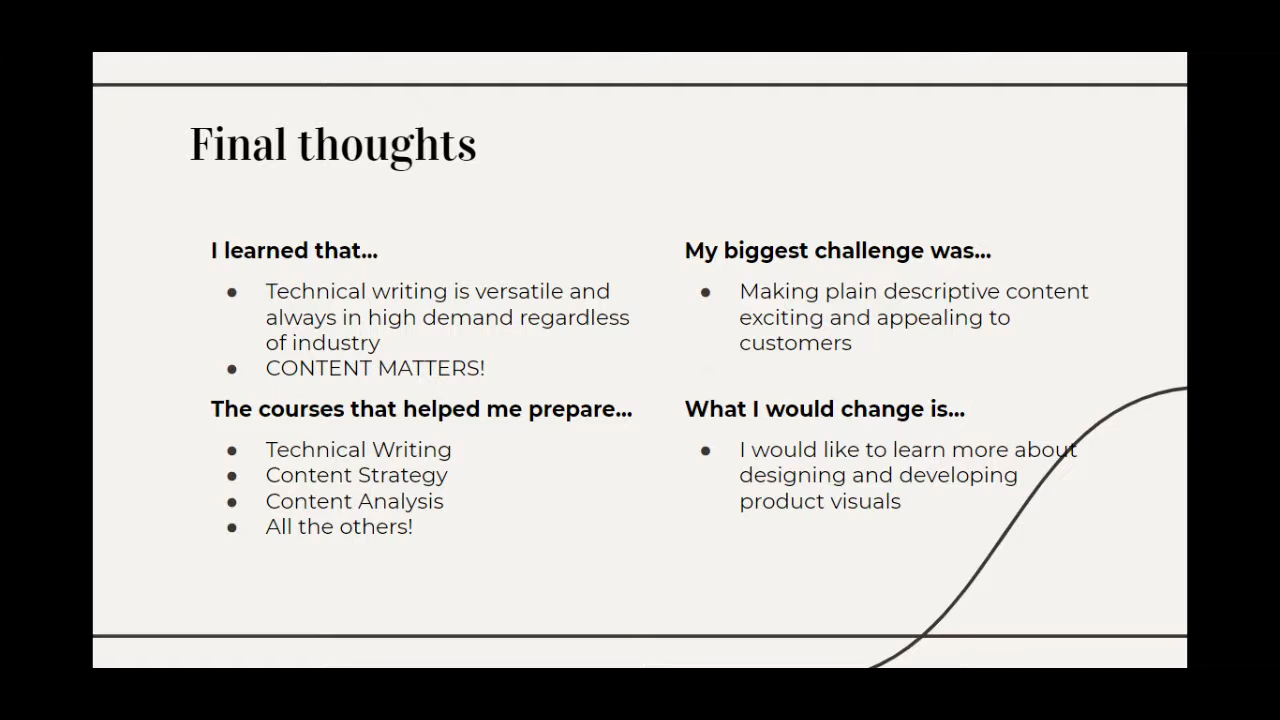 Final thoughts
I learned that...
● Technical writing is versatile and
always in high demand regardless
of industry
● CONTENT MATTERS!
The courses that helped me prepare...
● Technical Writing
● Content Strategy
● Content Analysis
● All the others!
My biggest challenge was...
● Making plain descriptive content
exciting and appealing to
customers
What I would change is...
● I would like to learn more about
designing and developing
product visuals